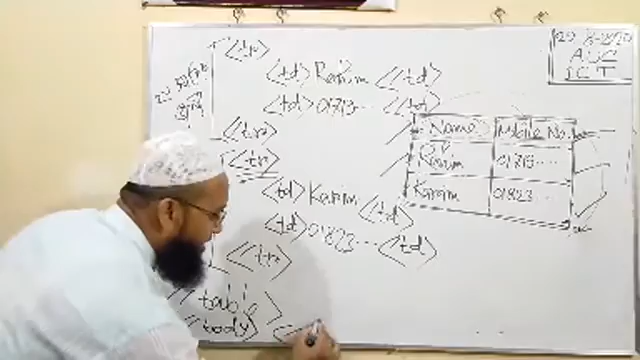 <tr>
<td> Rahim </td>
<td> 01713... </td>
</tr>
<tr>
<td> Karim </td>
<td> 01823... </td>
</tr>
</table>
</body>
AUC
ICT
Name Mobile No.
Rahim 01713....
Karim 01823...